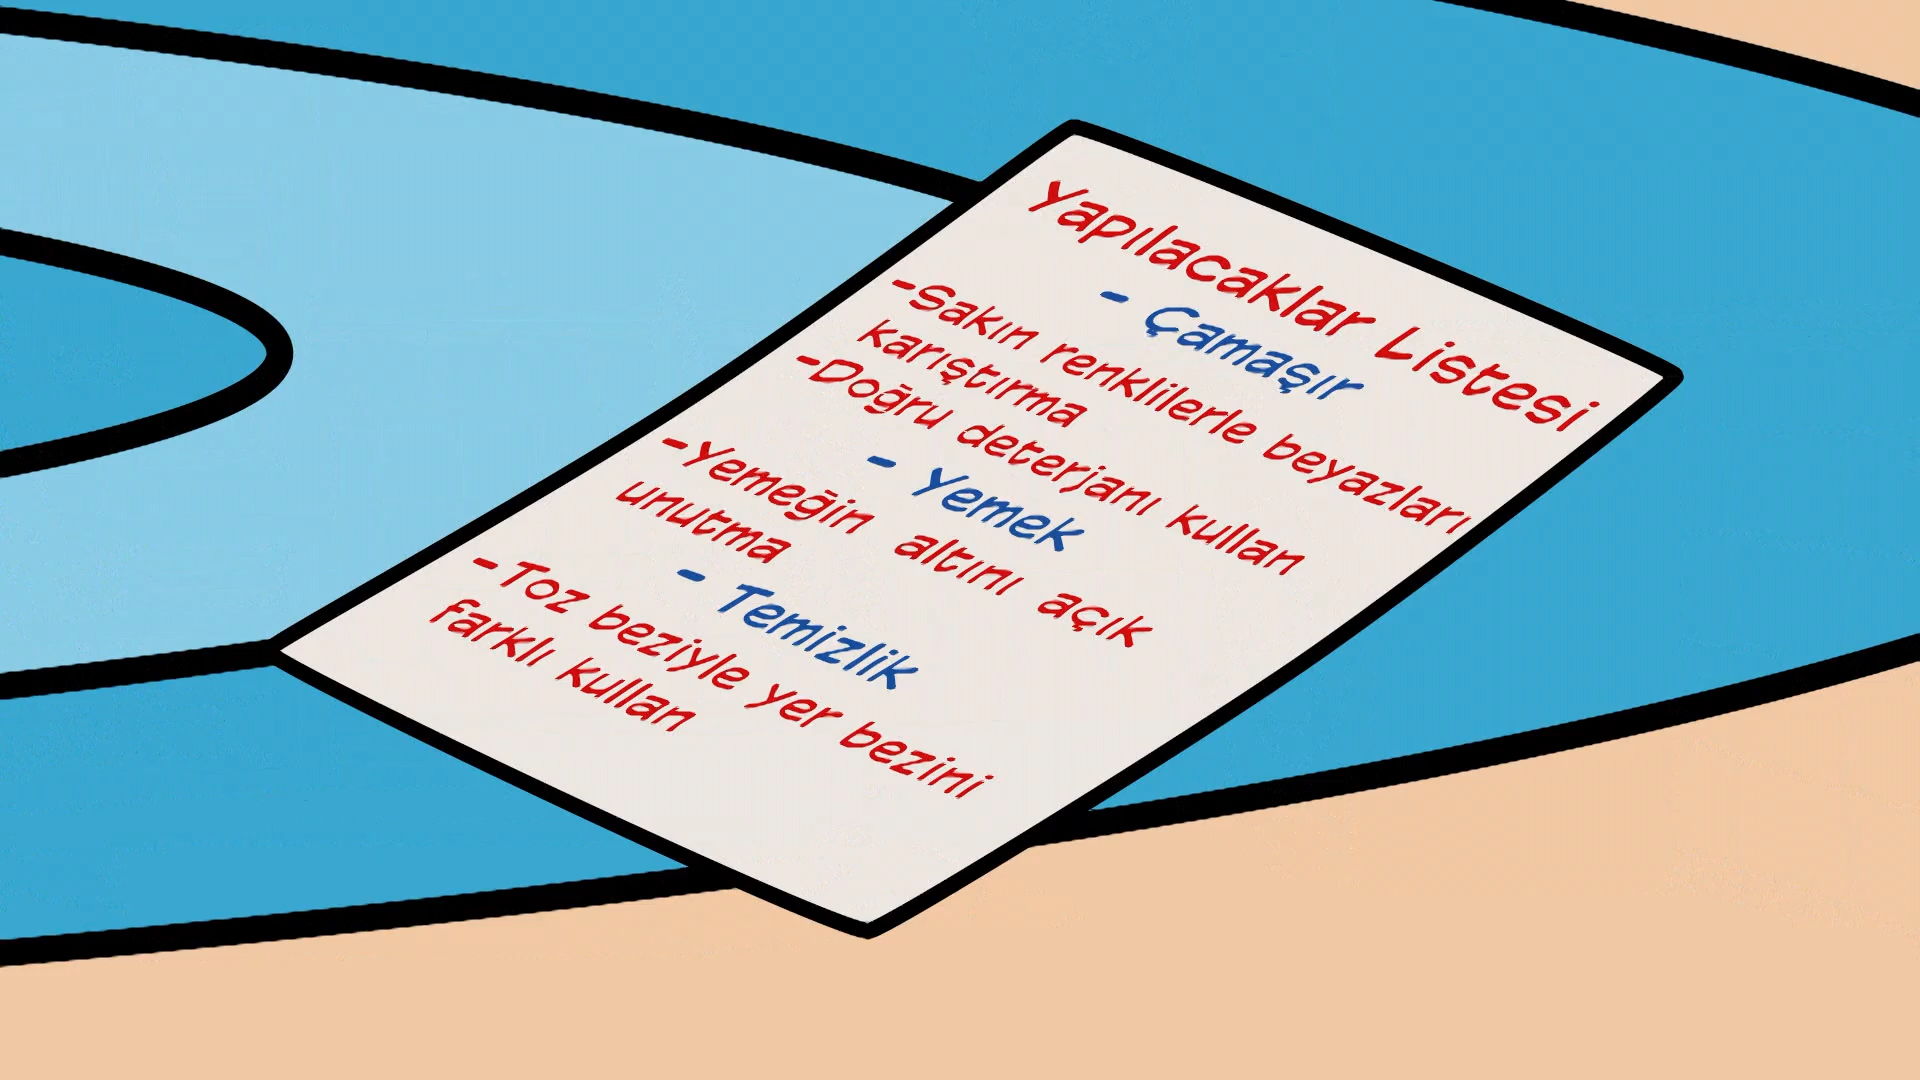 Yapılacaklar Listesi
- Çamaşır
-Sakın renklilerle beyazları
karıştırma
-Doğru deterjanı kullan
- Yemek
-Yemeğin altını açık
unutma
- Temizlik
-Toz beziyle yer bezini
farklı kullan